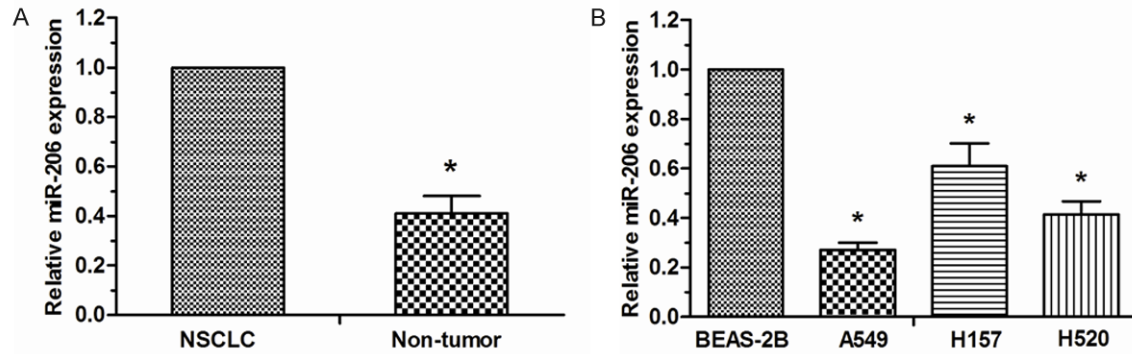 A
Relative miR-206 expression
1.2
1.0
0.8
0.6
0.4
0.2
0.0
*
NSCLC
Non-tumor
B
Relative miR-206 expression
1.2
1.0
0.8
0.6
0.4
0.2
0.0
*
*
*
BEAS-2B
A549
H157
H520